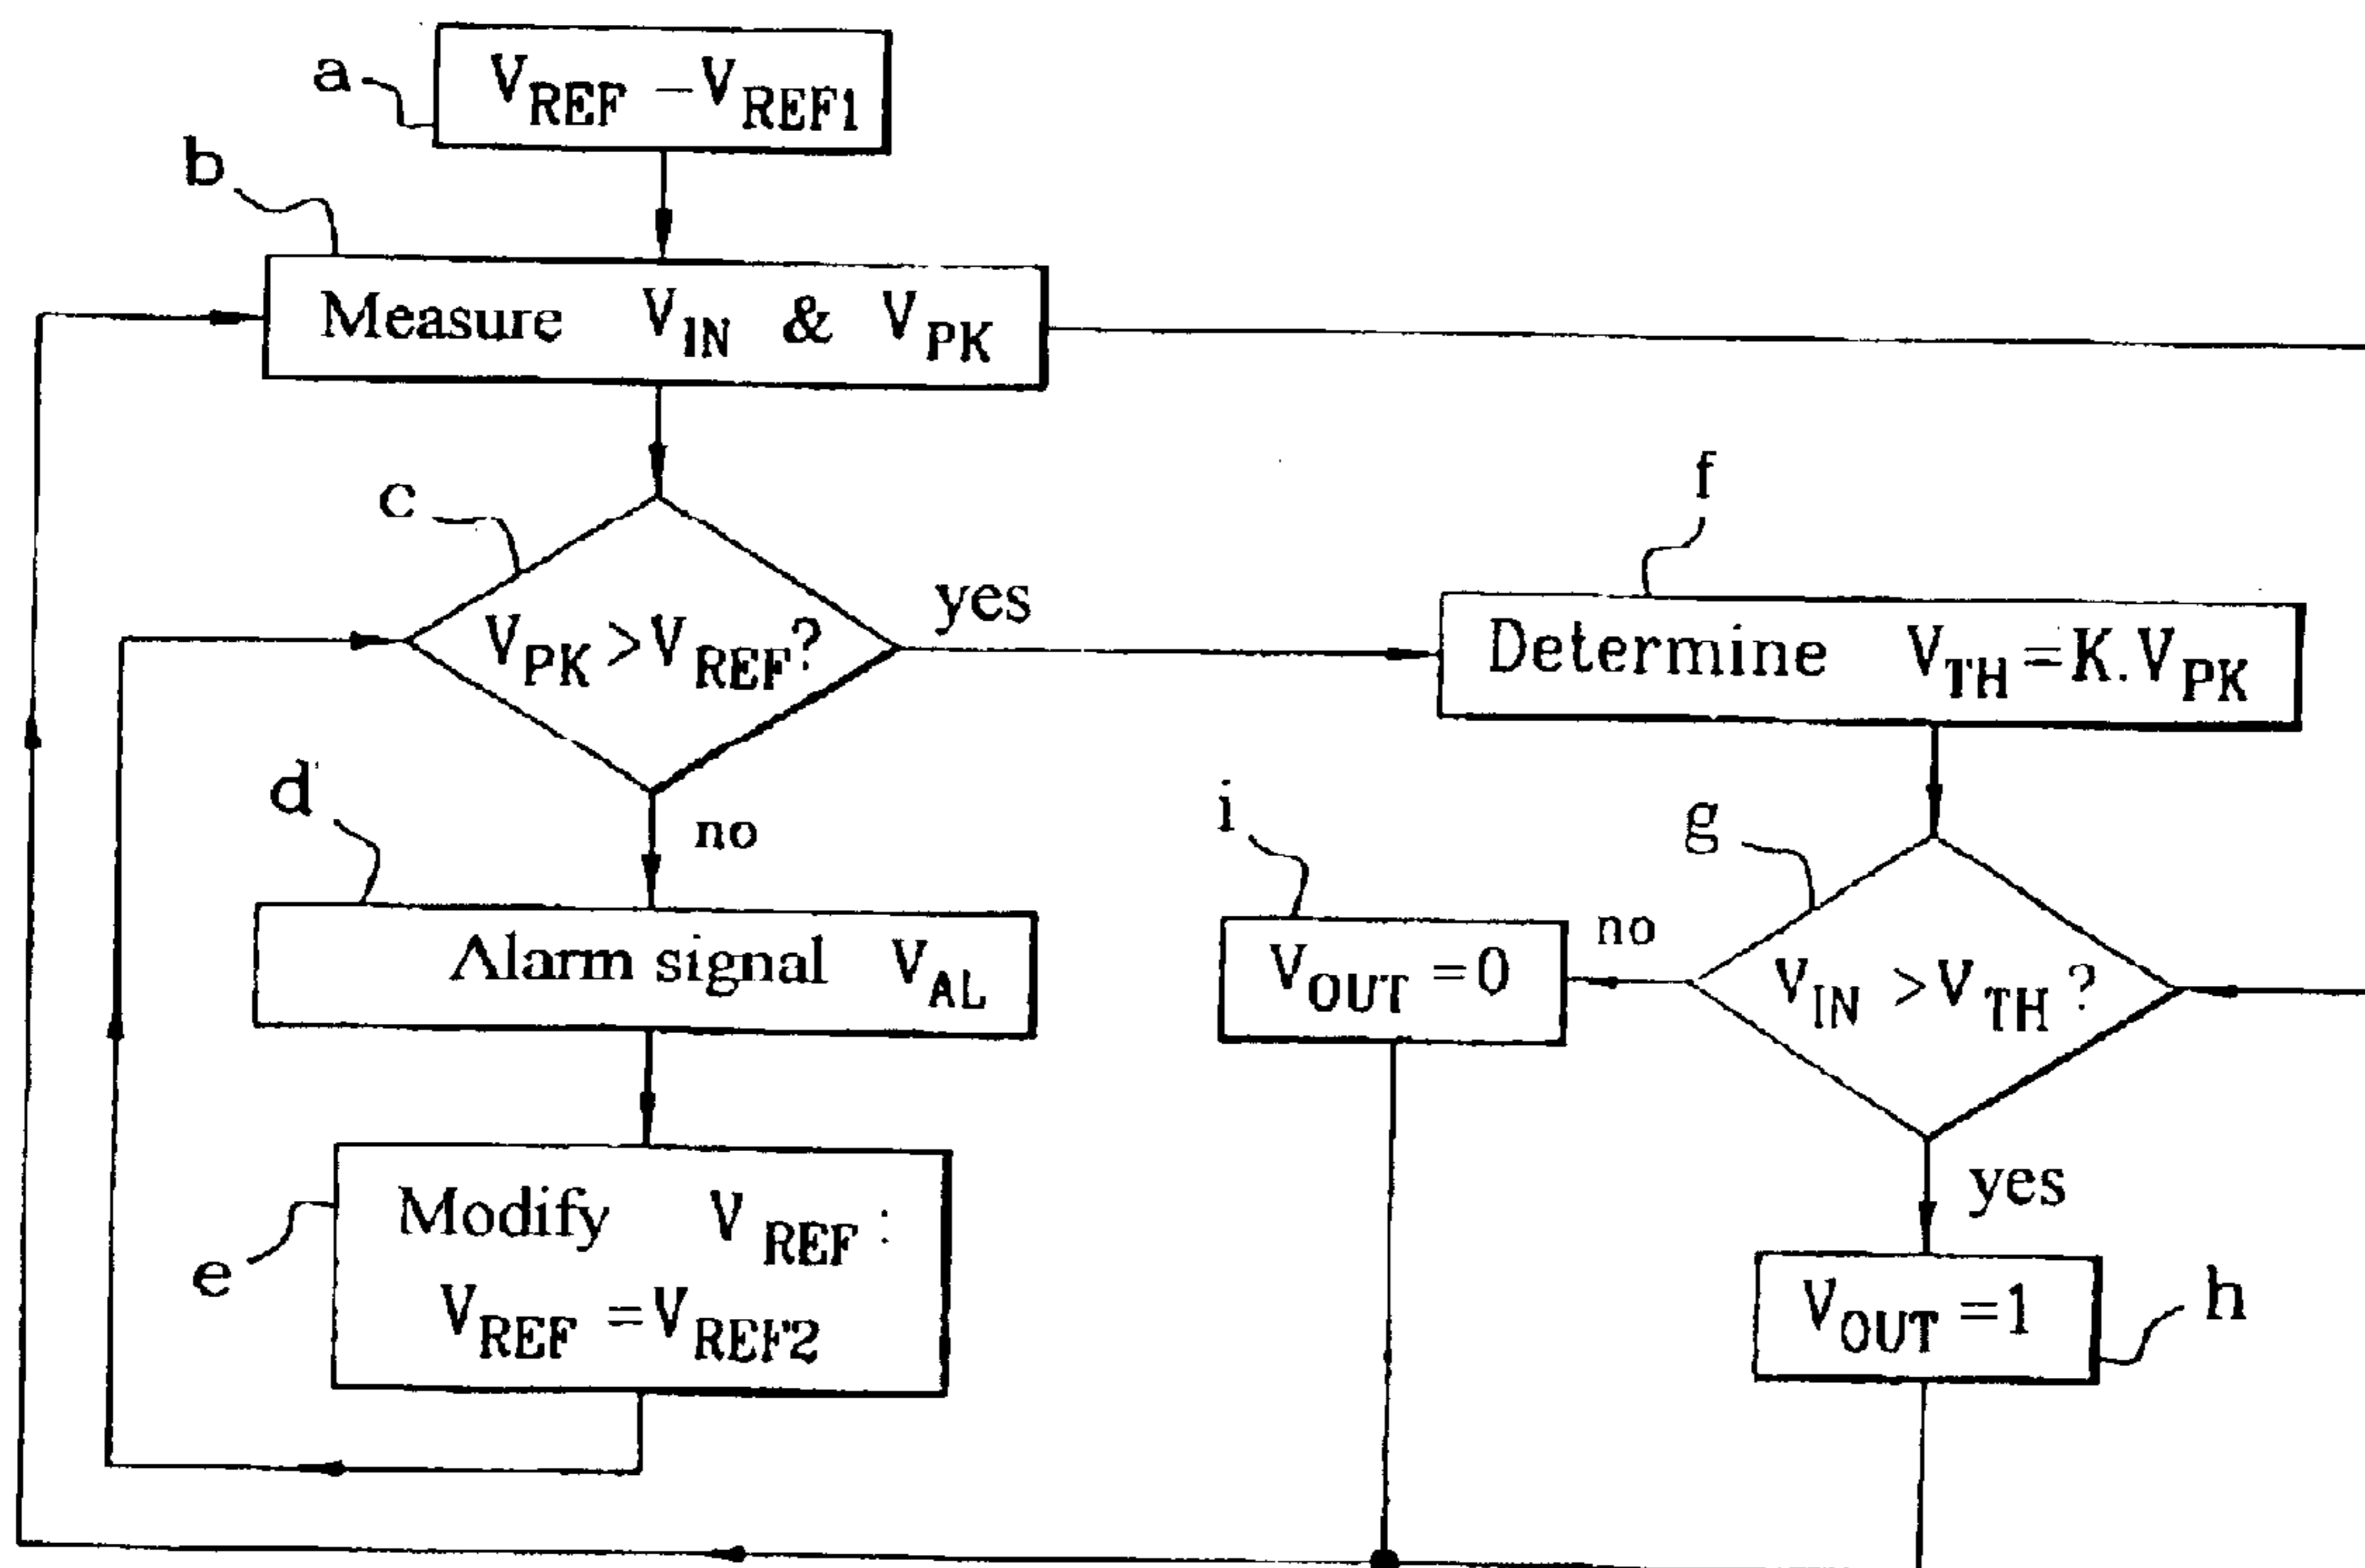 a
V_REF –V_REF1
b
Measure V_IN & V_PK
c
V_PK >V_REF?
yes
f
Determine V_TH =K.V_PK
d
no
i
g
Alarm signal V_AL
V_OUT =0
no
V_IN >V_TH ?
e
Modify V_REF :
V_REF =V_REF2
yes
V_OUT =1
h